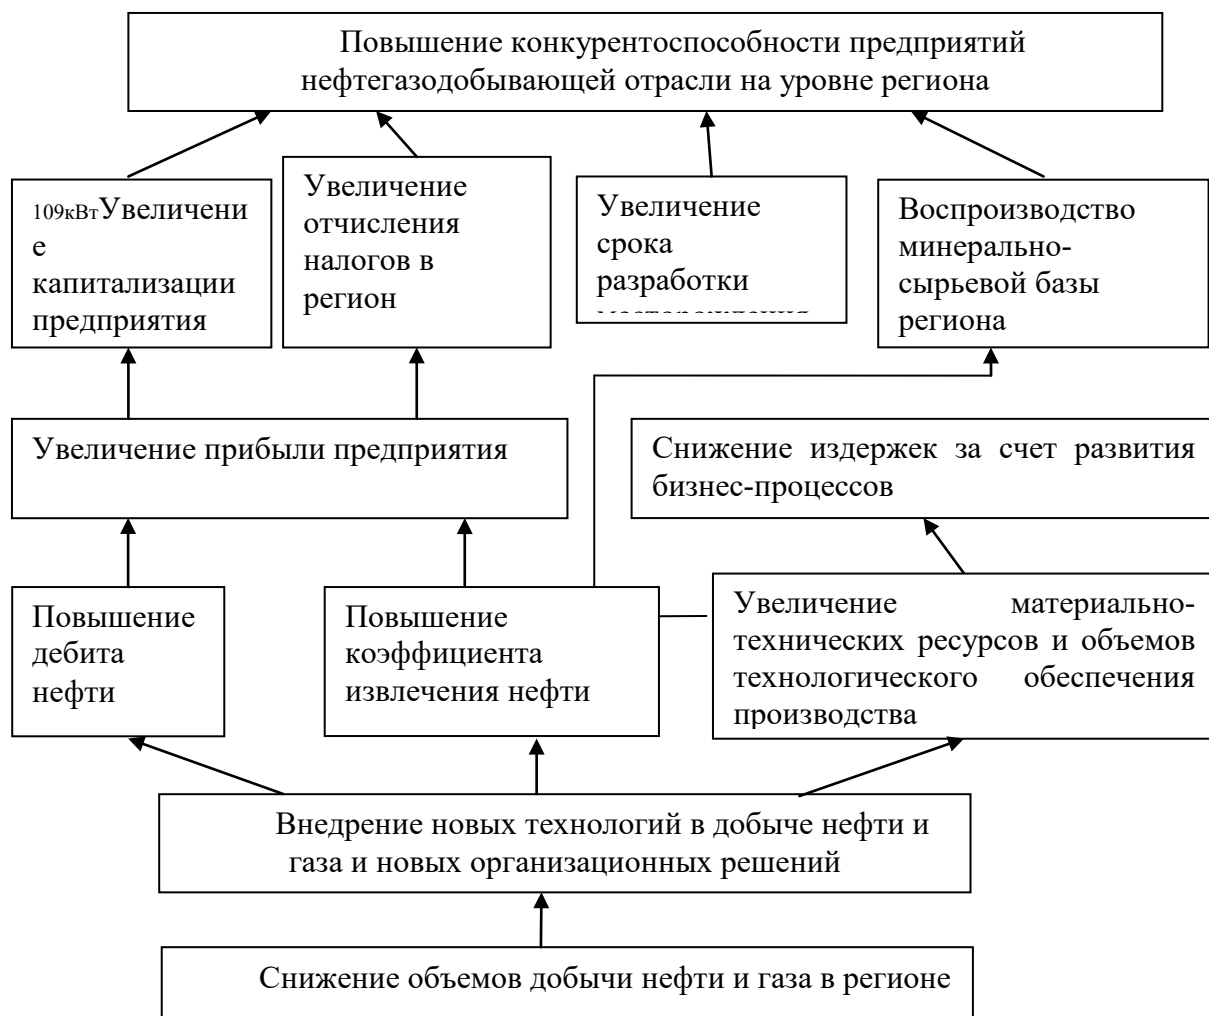 Повышение конкурентоспособности предприятий
нефтегазодобывающей отрасли на уровне региона
109кВтУвеличени
е
капитализации
предприятия
Увеличение
отчисления
налогов в
регион
Увеличение
срока
разработки
Воспроизводство
минерально-
сырьевой базы
региона
Увеличение прибыли предприятия
Снижение издержек за счет развития
бизнес-процессов
Повышение
дебита
нефти
Повышение
коэффициента
извлечения нефти
Увеличение материально-
технических ресурсов и объемов
технологического обеспечения
производства
Внедрение новых технологий в добыче нефти и
газа и новых организационных решений
Снижение объемов добычи нефти и газа в регионе